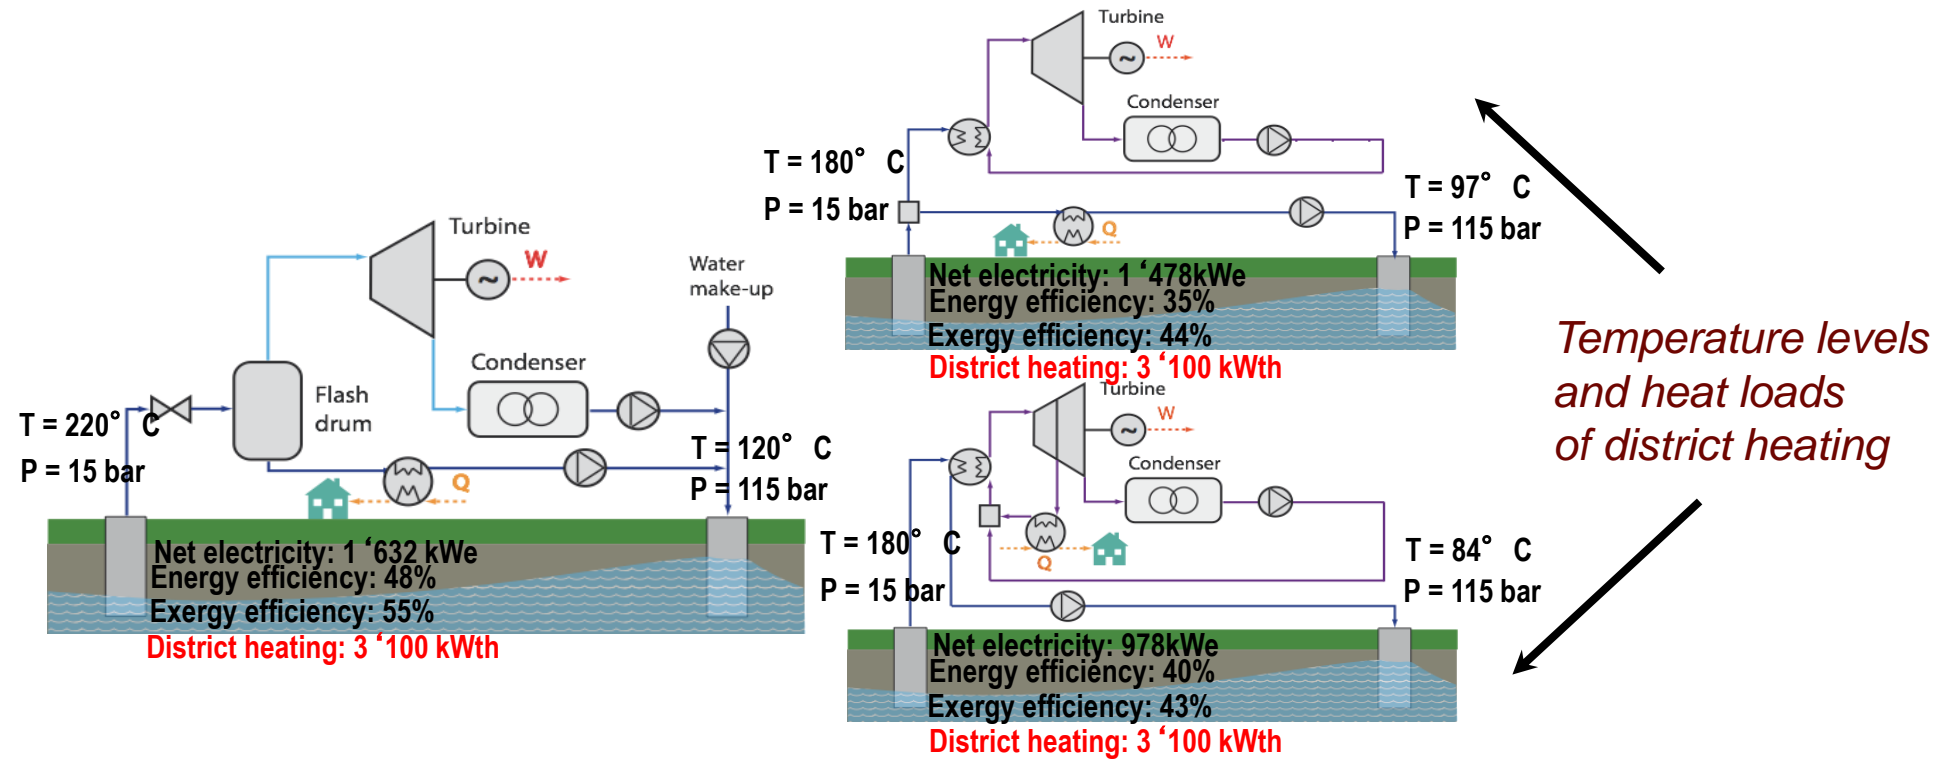 Turbine
W
Water
make-up
Condenser
Flash
drum
T = 220° C
P = 15 bar
T = 120° C
P = 115 bar
Q
Net electricity: 1 ‘632 kWe
Energy efficiency: 48%
Exergy efficiency: 55%
District heating: 3 ‘100 kWth
Turbine
W
~
Condenser
T = 180° C
P = 15 bar
T = 97° C
P = 115 bar
Q
Net electricity: 1 ‘478kWe
Energy efficiency: 35%
Exergy efficiency: 44%
District heating: 3 ‘100 kWth
Turbine
W
~
Condenser
T = 180° C
P = 15 bar
Q
T = 84° C
P = 115 bar
Net electricity: 978kWe
Energy efficiency: 40%
Exergy efficiency: 43%
District heating: 3 ‘100 kWth
Temperature levels
and heat loads
of district heating